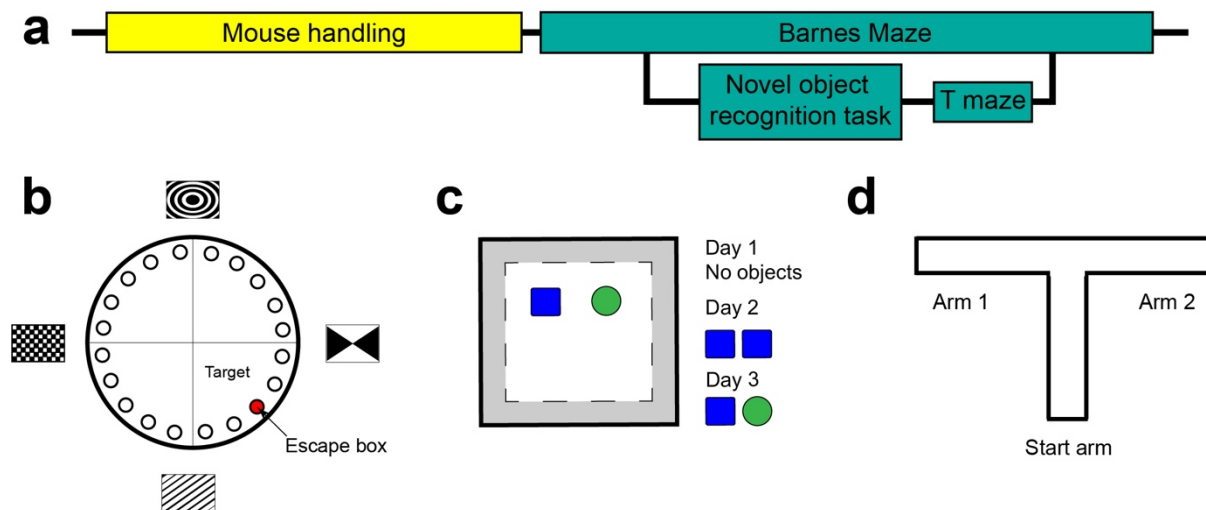 a
Mouse handling
Barnes Maze
Novel object
recognition task
T maze
b
Target
Escape box
c
Day 1
No objects
Day 2
Day 3
d
Arm 1
Arm 2
Start arm